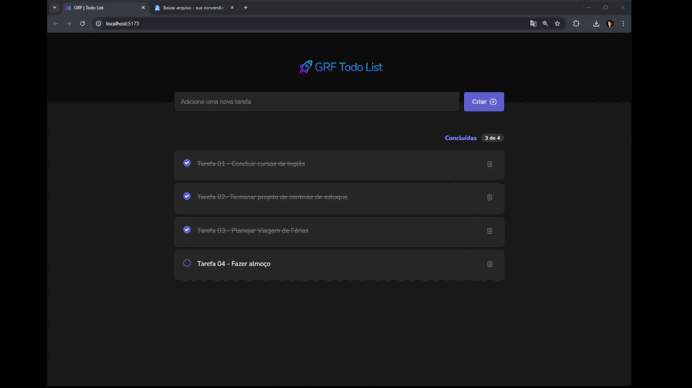 GRF | Todo List
Baixar arquivo - sua conversão
localhost:5173
GRF Todo List
Adicione uma nova tarefa
Criar
Concluídas 3 de 4
Tarefa 01 - Concluir cursos de Inglês
Tarefa 02- Terminar projeto de controle de estoque
Tarefa 03 - Planejar Viagem de Férias
Tarefa 04 - Fazer almoço